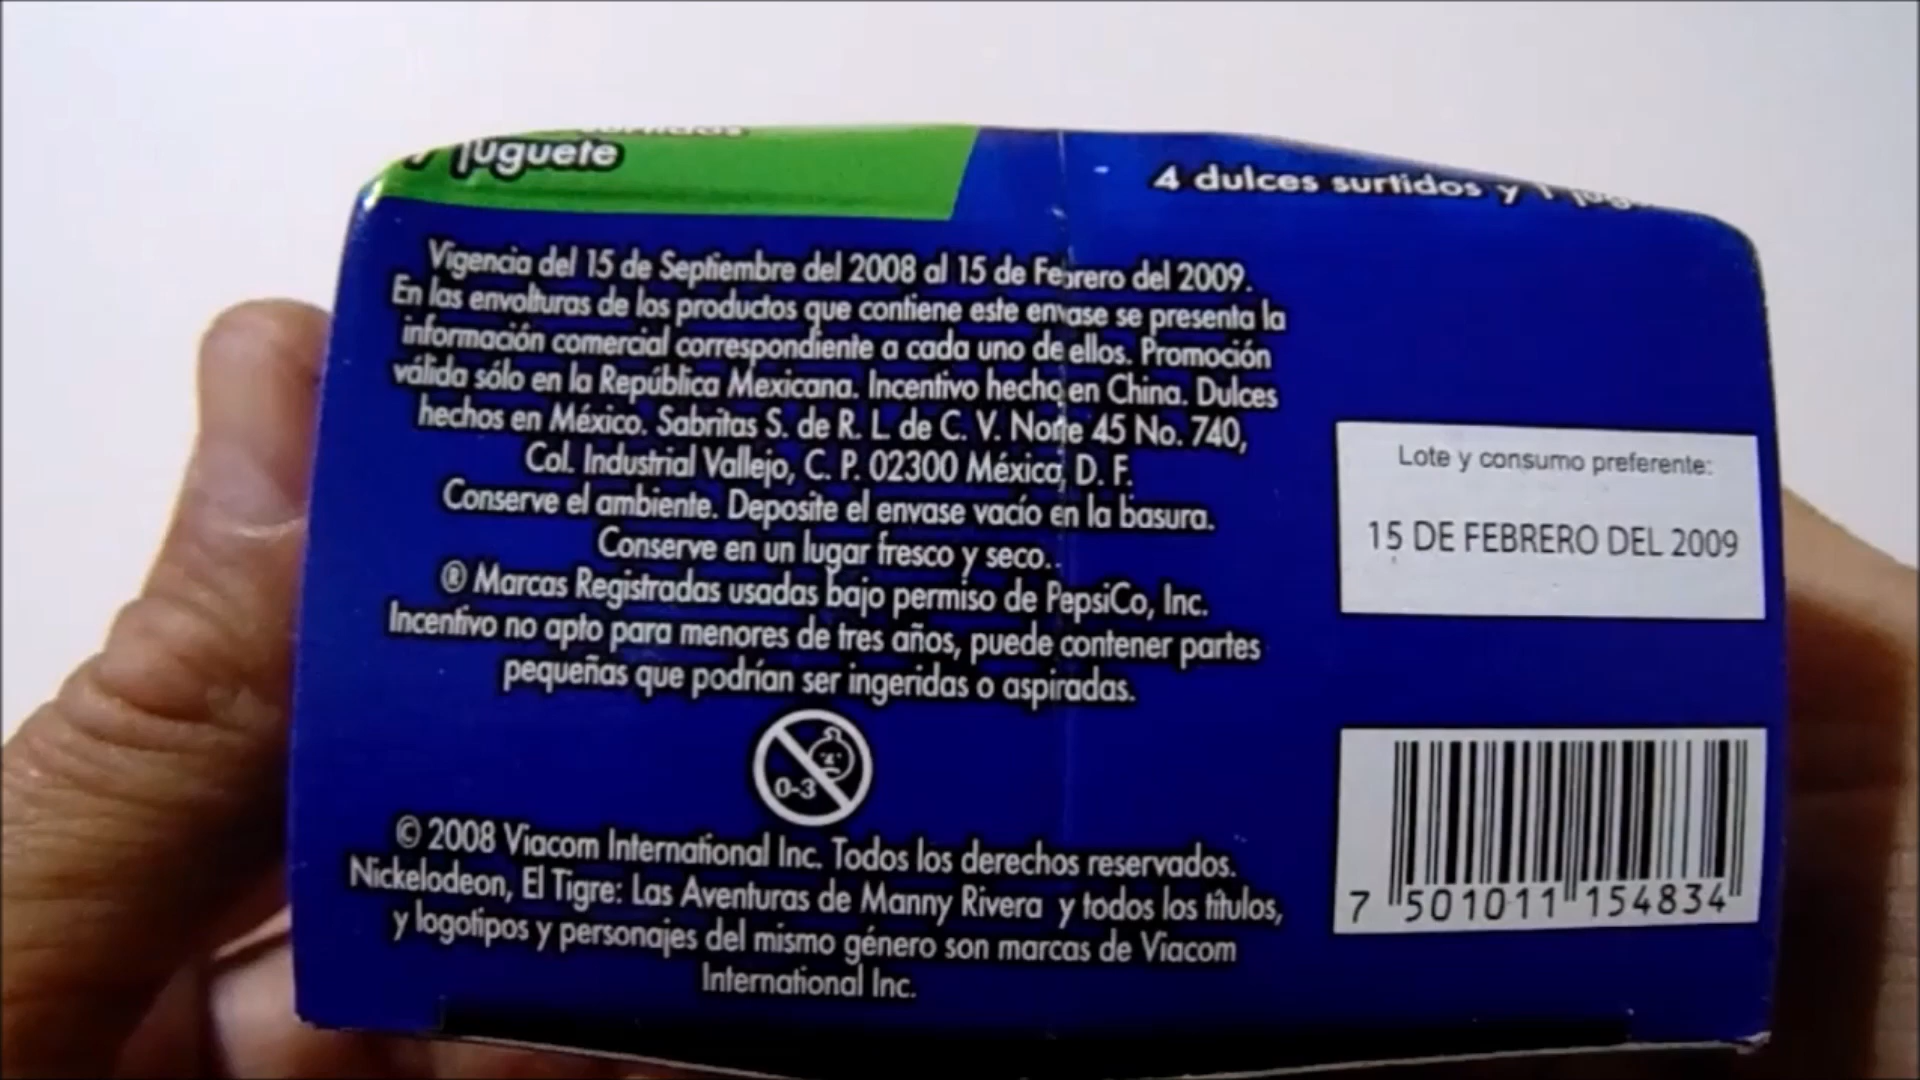 y juguete
4 dulces surtidos y 1
Vigencia del 15 de Septiembre del 2008 al 15 de Febrero del 2009.
En las envolturas de los productos que contiene este envase se presenta la
información comercial correspondiente a cada uno de ellos. Promoción
válida sólo en la República Mexicana. Incentivo hecho en China. Dulces
hechos en México. Sabritas S. de R. L. de C. V. Norte 45 No. 740,
Col. Industrial Vallejo, C. P. 02300 México, D. F.
Conserve el ambiente. Deposite el envase vacío en la basura.
Conserve en un lugar fresco y seco..
® Marcas Registradas usadas bajo permiso de PepsiCo, Inc.
Incentivo no apto para menores de tres años, puede contener partes
pequeñas que podrían ser ingeridas o aspiradas.
0-3
© 2008 Viacom International Inc. Todos los derechos reservados.
Nickelodeon, El Tigre: Las Aventuras de Manny Rivera y todos los títulos,
y logotipos y personajes del mismo género son marcas de Viacom
International Inc.
Lote y consumo preferente:
15 DE FEBRERO DEL 2009
7 501011 154834